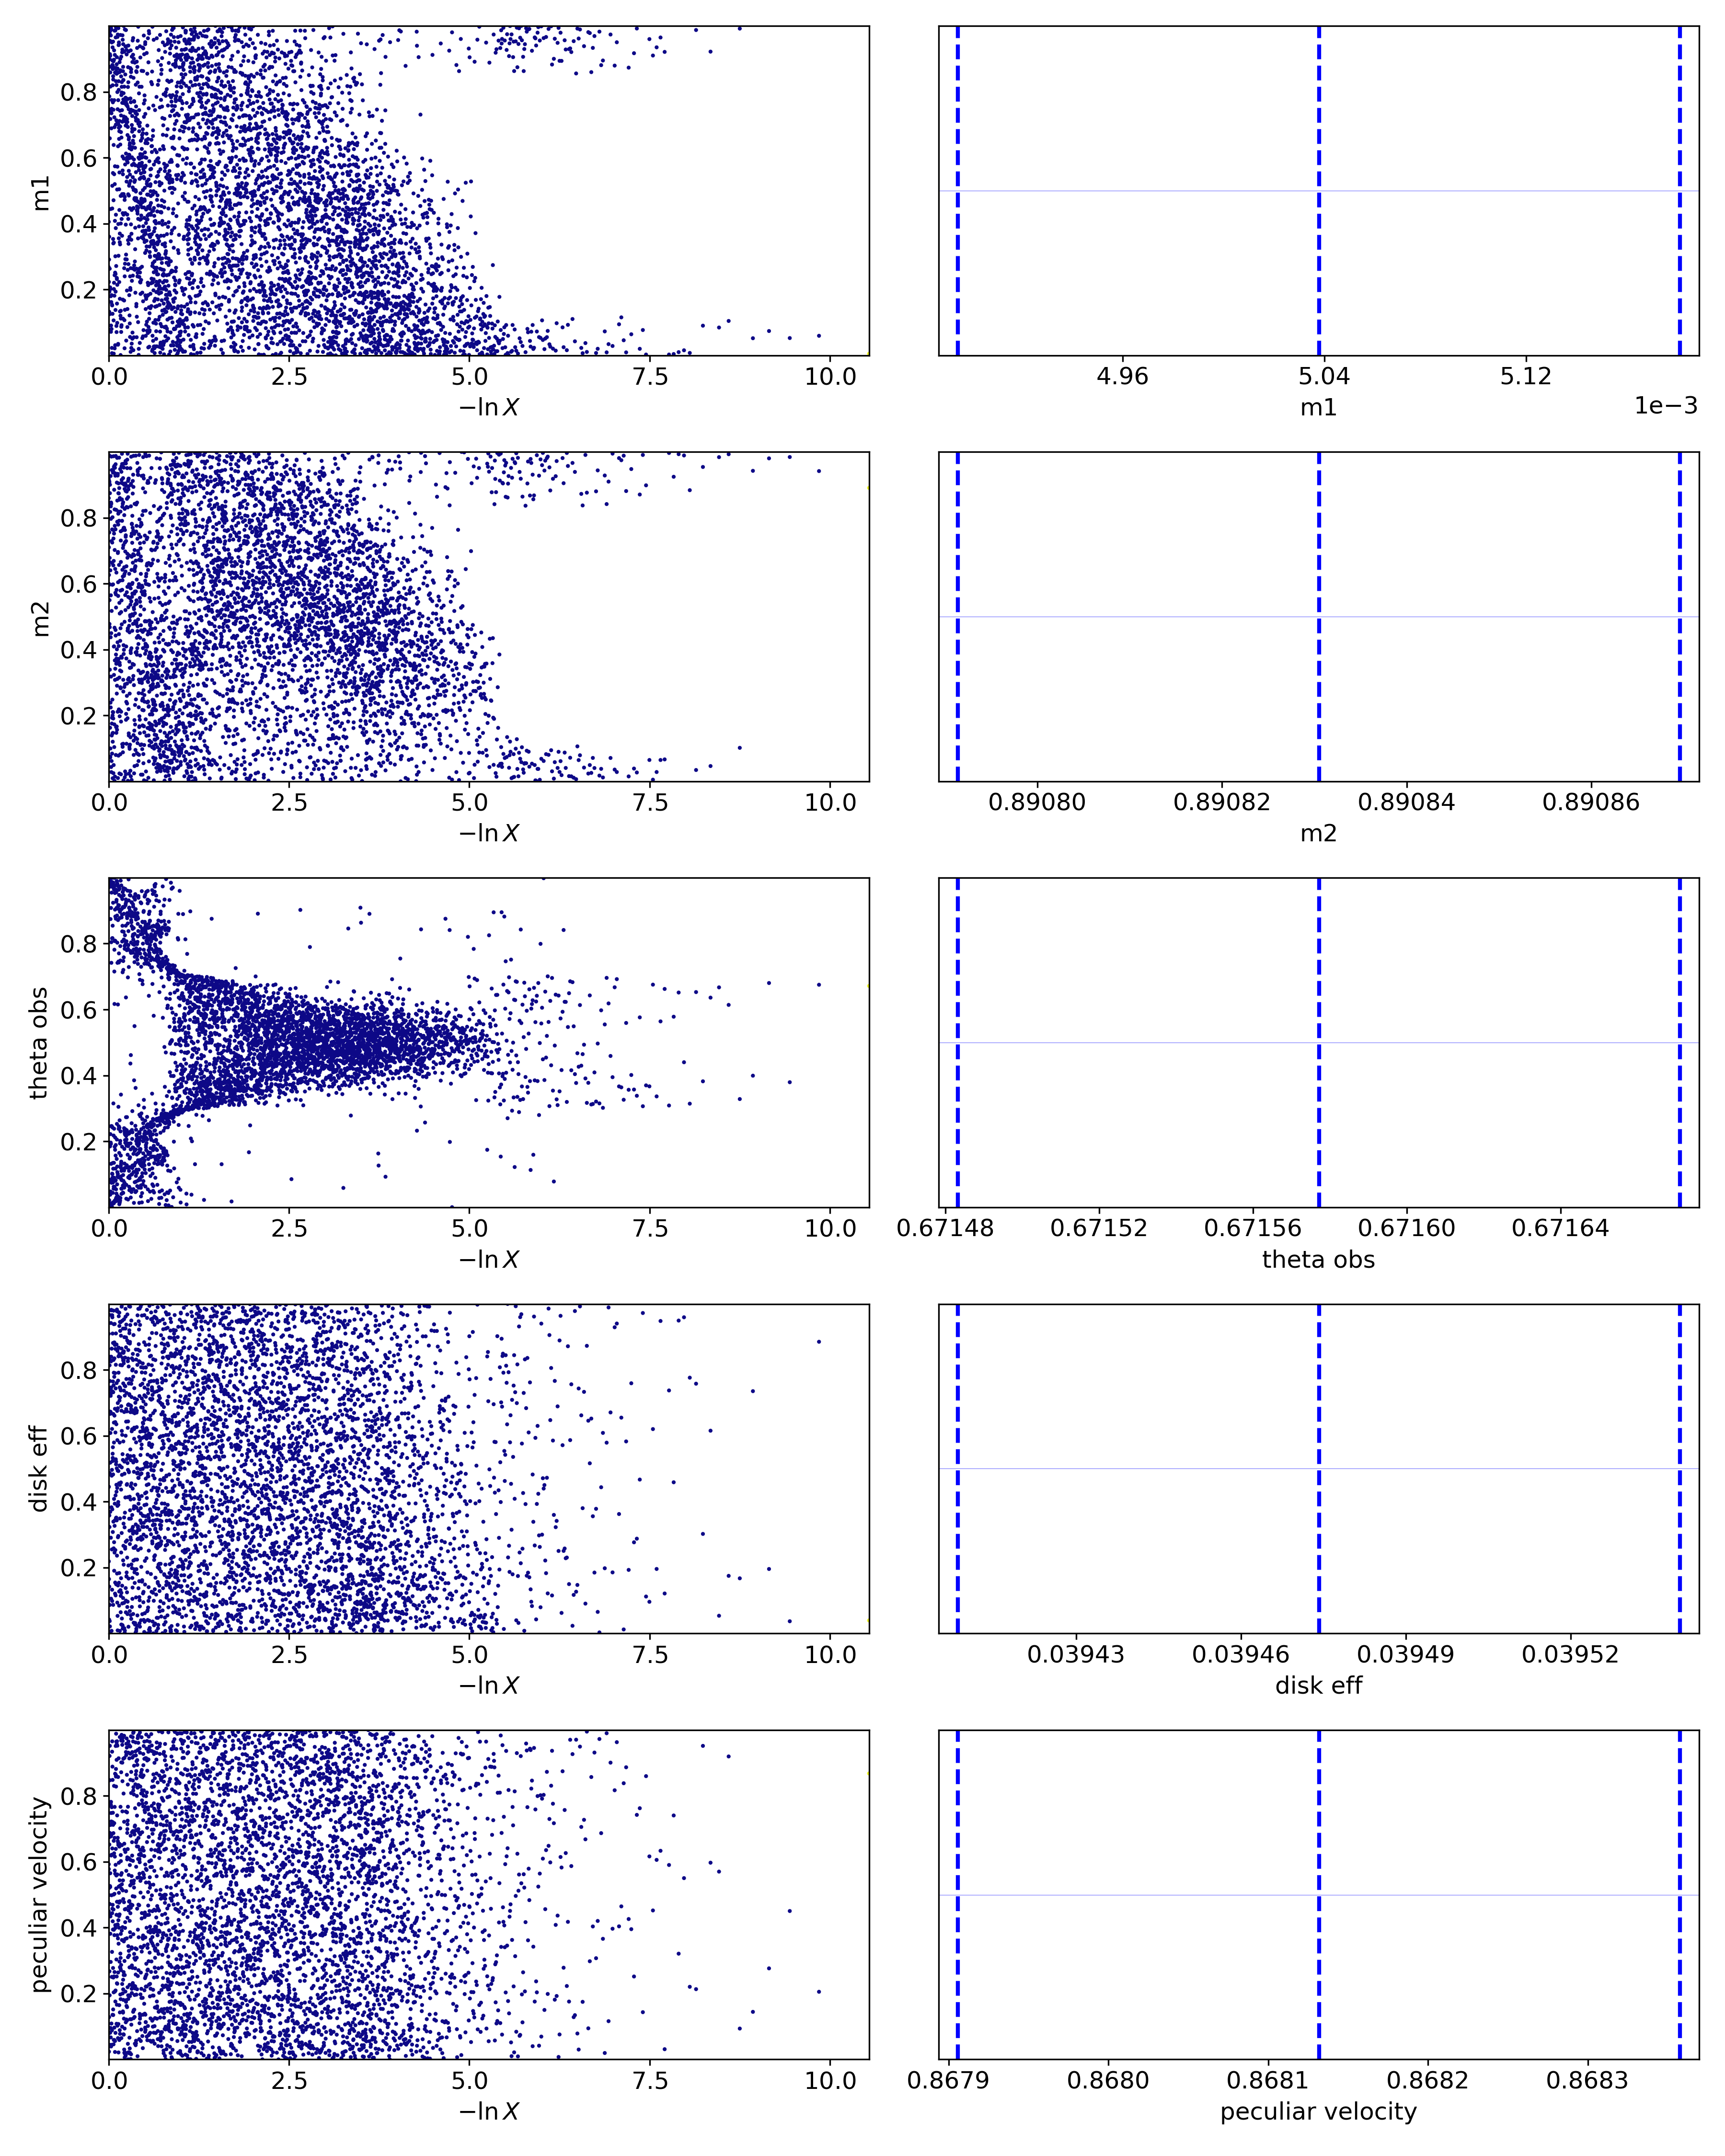 0.8
0.6
0.4
0.2
m1
0.0 2.5 5.0 7.5 10.0
−ln X
4.96 5.04 5.12
m1
1e−3
0.8
0.6
0.4
0.2
m2
0.0 2.5 5.0 7.5 10.0
−ln X
0.89080 0.89082 0.89084 0.89086
m2
0.8
0.6
0.4
0.2
theta obs
0.0 2.5 5.0 7.5 10.0
−ln X
0.67148 0.67152 0.67156 0.67160 0.67164
theta obs
0.8
0.6
0.4
0.2
disk eff
0.0 2.5 5.0 7.5 10.0
−ln X
0.03943 0.03946 0.03949 0.03952
disk eff
0.8
0.6
0.4
0.2
peculiar velocity
0.0 2.5 5.0 7.5 10.0
−ln X
0.8679 0.8680 0.8681 0.8682 0.8683
peculiar velocity